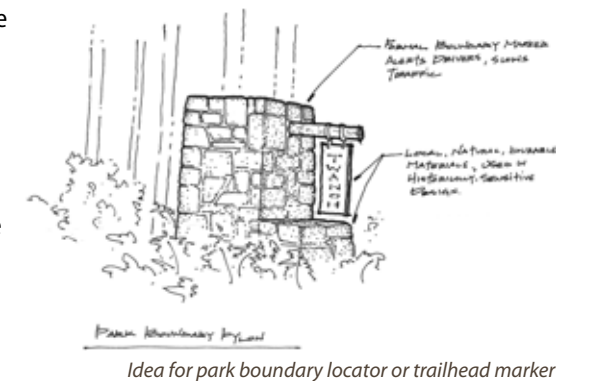 e
FORMAL BOUNDARY MARKER
ALERTS DRIVERS, SLOWS
TRAFFIC.
LOCAL, NATURAL, DURABLE
MATERIALS, USED IN
HISTORICALLY SENSITIVE
DESIGN.
PARK BOUNDARY PYLON
Idea for park boundary locator or trailhead marker